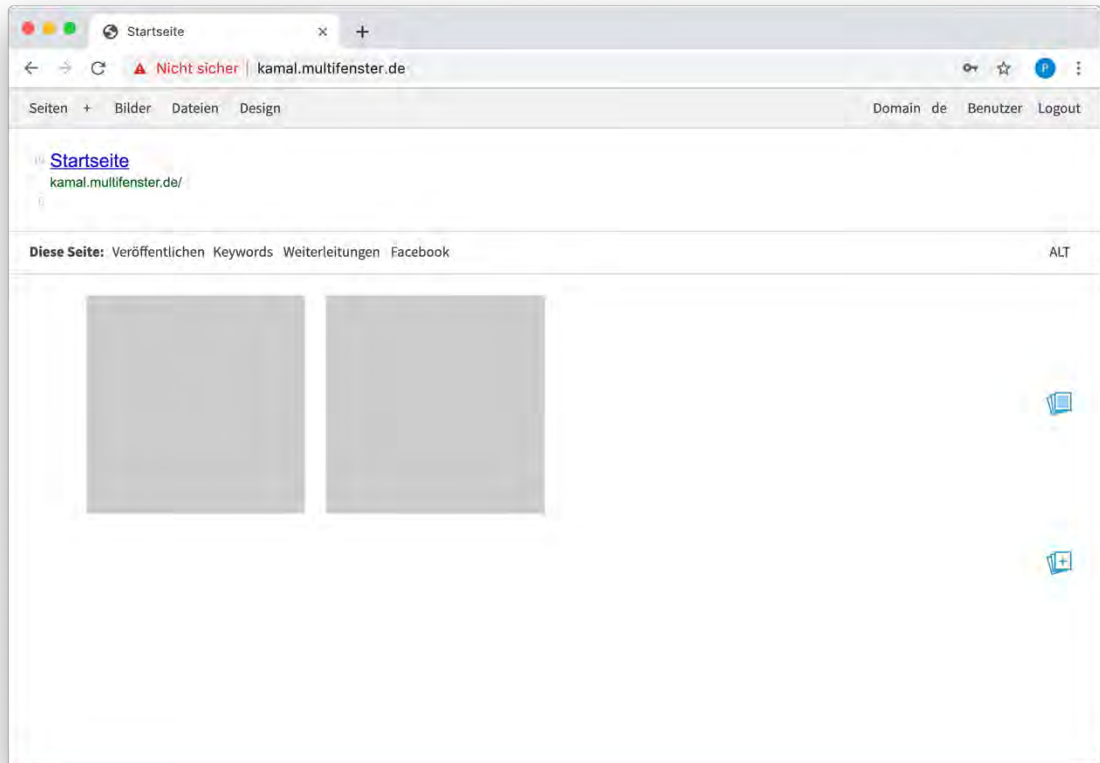 Startseite
Nicht sicher | kamal.multifenster.de
P
Seiten + Bilder Dateien Design Domain de Benutzer Logout
Startseite
kamal.multifenster.de/
Diese Seite: Veröffentlichen Keywords Weiterleitungen Facebook ALT